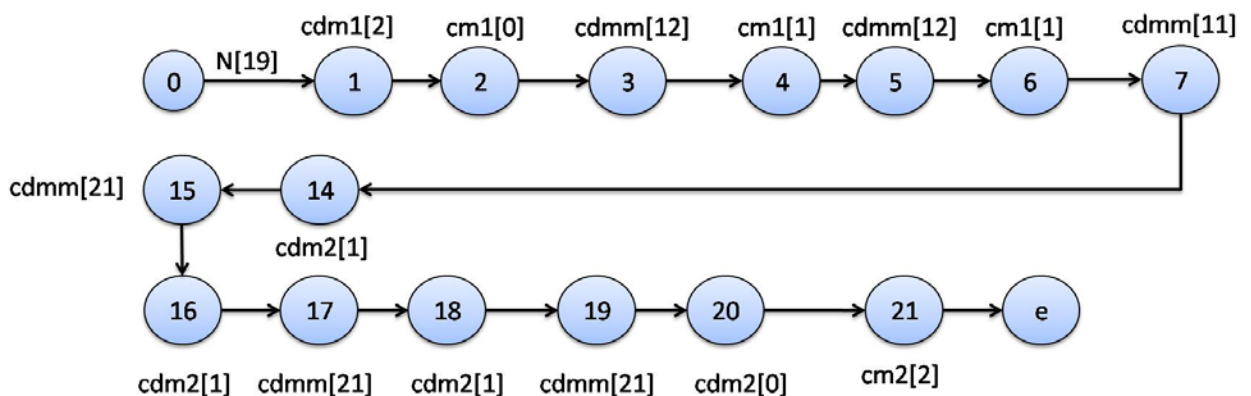 cdm1[2] cm1[0] cdmm[12] cm1[1] cdmm[12] cm1[1] cdmm[11]
N[19]
0 1 2 3 4 5 6 7
cdmm[21] 15 14
cdm2[1]
16 17 18 19 20 21 e
cdm2[1] cdmm[21] cdm2[1] cdmm[21] cdm2[0] cm2[2]